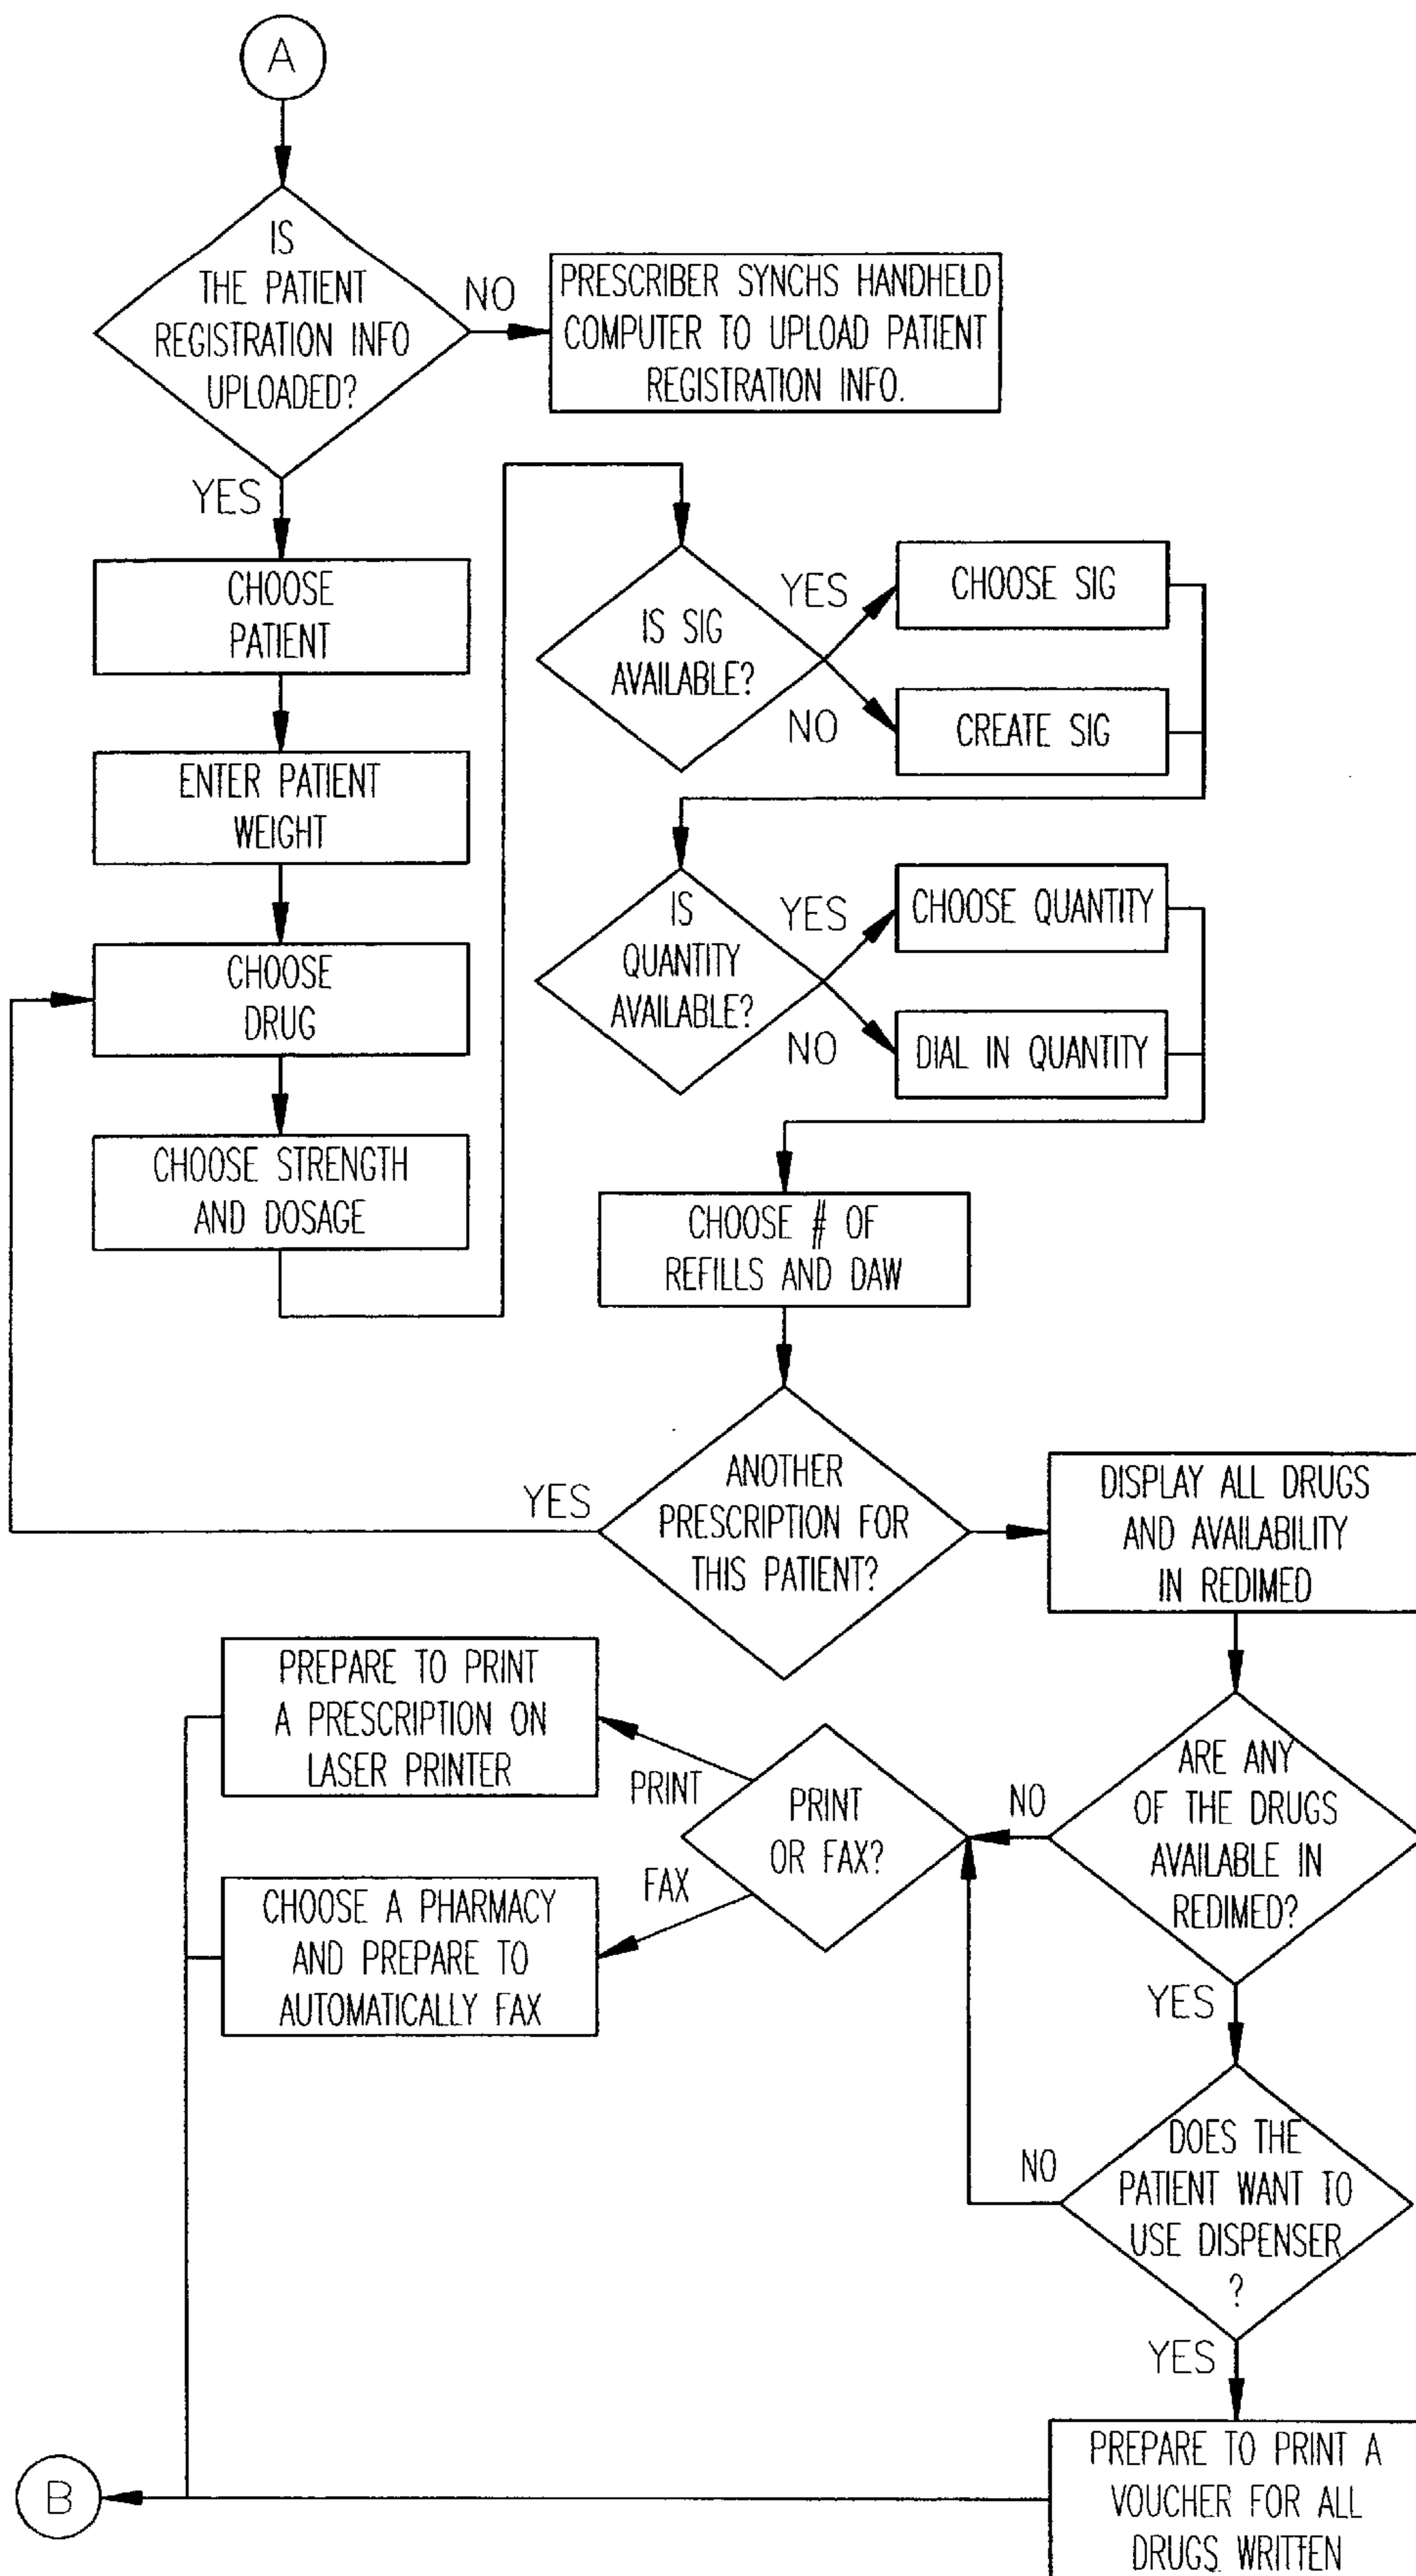 A
IS
THE PATIENT
REGISTRATION INFO
UPLOADED?
NO
PRESCRIBER SYNCHS HANDHELD
COMPUTER TO UPLOAD PATIENT
REGISTRATION INFO.
YES
CHOOSE
PATIENT
ENTER PATIENT
WEIGHT
CHOOSE
DRUG
CHOOSE STRENGTH
AND DOSAGE
IS SIG
AVAILABLE?
YES
CHOOSE SIG
NO
CREATE SIG
IS
QUANTITY
AVAILABLE?
YES
CHOOSE QUANTITY
NO
DIAL IN QUANTITY
CHOOSE # OF
REFILLS AND DAW
ANOTHER
PRESCRIPTION FOR
THIS PATIENT?
YES
DISPLAY ALL DRUGS
AND AVAILABILITY
IN REDIMED
ARE ANY
OF THE DRUGS
AVAILABLE IN
REDIMED?
NO
PRINT
OR FAX?
PRINT
PREPARE TO PRINT
A PRESCRIPTION ON
LASER PRINTER
FAX
CHOOSE A PHARMACY
AND PREPARE TO
AUTOMATICALLY FAX
YES
DOES THE
PATIENT WANT TO
USE DISPENSER
?
NO
YES
PREPARE TO PRINT A
VOUCHER FOR ALL
DRUGS WRITTEN
B